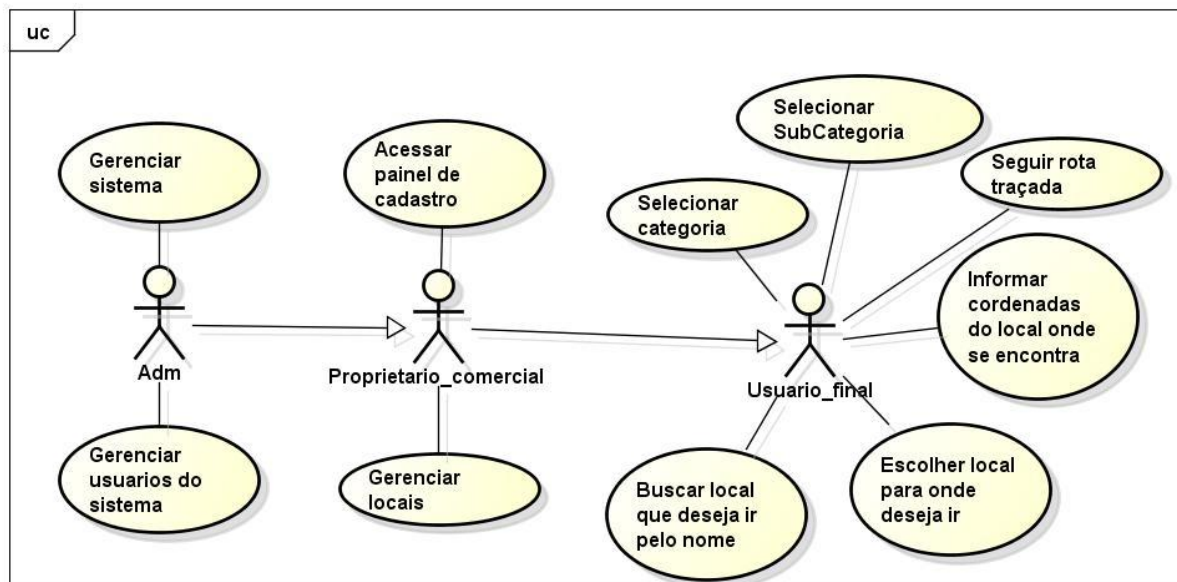 uc
Gerenciar
sistema
Acessar
painel de
cadastro
Selecionar
categoria
Selecionar
SubCategoria
Seguir rota
traçada
Informar
cordenadas
do local onde
se encontra
Adm
Proprietario_comercial
Usuario_final
Gerenciar
usuarios do
sistema
Gerenciar
locais
Buscar local
que deseja ir
pelo nome
Escolher local
para onde
deseja ir